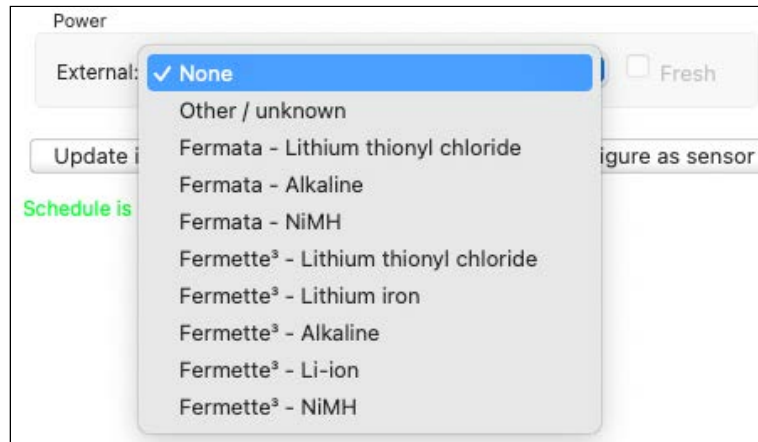 Power
External: ✓ None Fresh
Other / unknown
Fermata - Lithium thionyl chloride
Update i igure as sensor
Fermata - Alkaline
Schedule is
Fermata - NiMH
Fermette³ - Lithium thionyl chloride
Fermette³ - Lithium iron
Fermette³ - Alkaline
Fermette³ - Li-ion
Fermette³ - NiMH